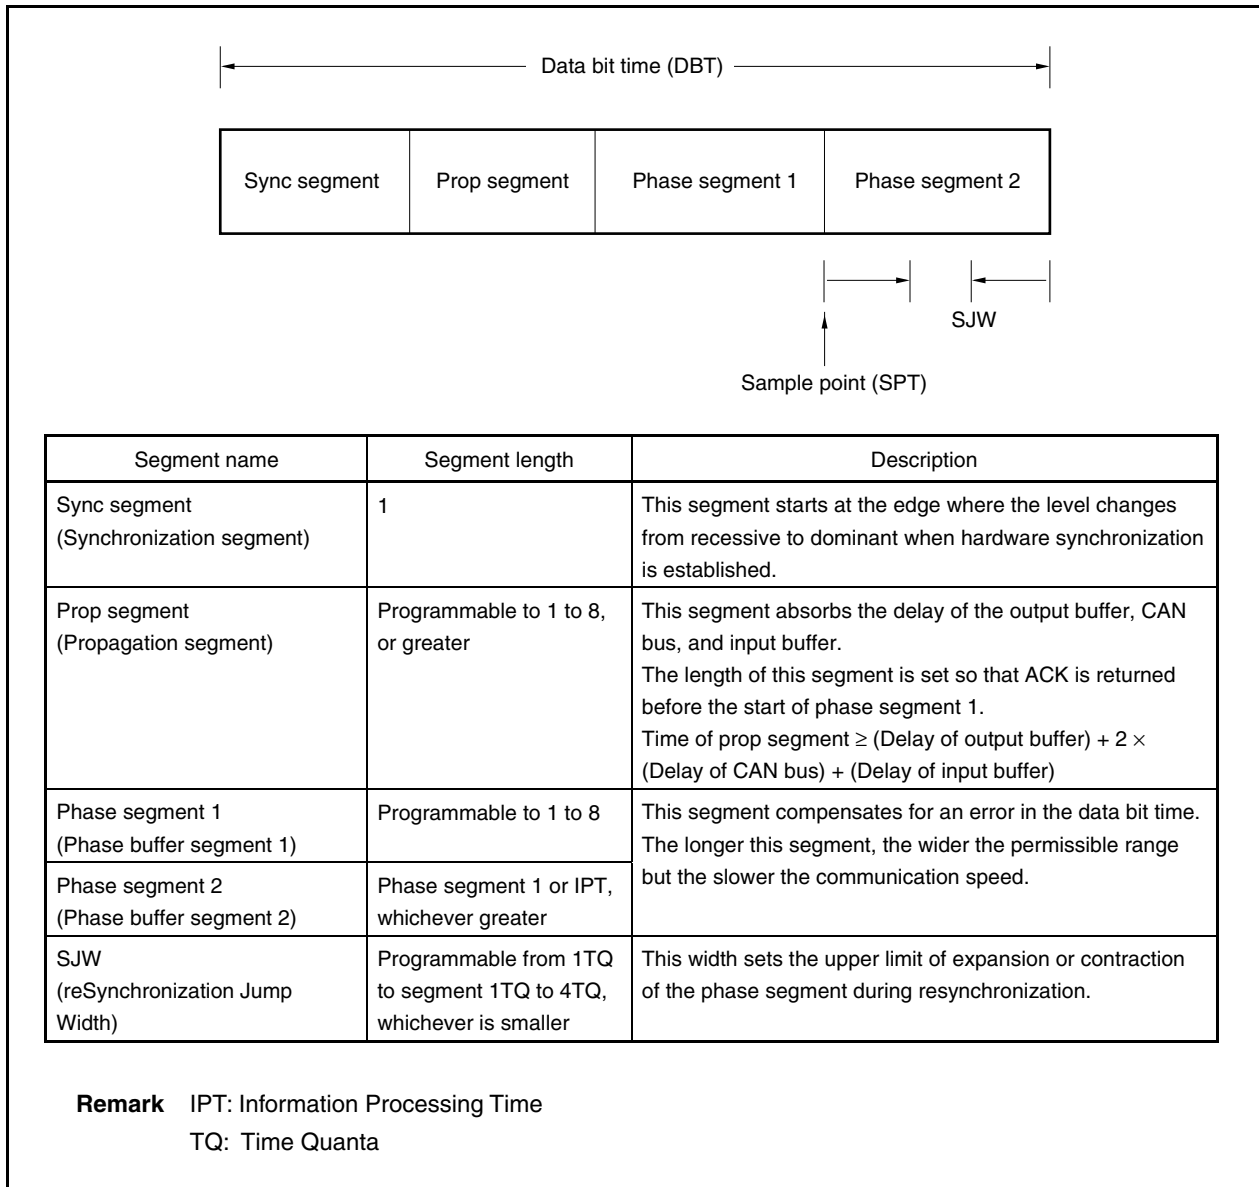 Data bit time (DBT)
Sync segment
Prop segment
Phase segment 1
Phase segment 2
SJW
Sample point (SPT)
Segment name
Segment length
Description
Sync segment
(Synchronization segment)
1
This segment starts at the edge where the level changes
from recessive to dominant when hardware synchronization
is established.
Prop segment
(Propagation segment)
Programmable to 1 to 8,
or greater
This segment absorbs the delay of the output buffer, CAN
bus, and input buffer.
The length of this segment is set so that ACK is returned
before the start of phase segment 1.
Time of prop segment ≥ (Delay of output buffer) + 2 ×
(Delay of CAN bus) + (Delay of input buffer)
Phase segment 1
(Phase buffer segment 1)
Programmable to 1 to 8
This segment compensates for an error in the data bit time.
The longer this segment, the wider the permissible range
but the slower the communication speed.
Phase segment 2
(Phase buffer segment 2)
Phase segment 1 or IPT,
whichever greater
SJW
(reSynchronization Jump
Width)
Programmable from 1TQ
to segment 1TQ to 4TQ,
whichever is smaller
This width sets the upper limit of expansion or contraction
of the phase segment during resynchronization.
Remark IPT: Information Processing Time
TQ: Time Quanta